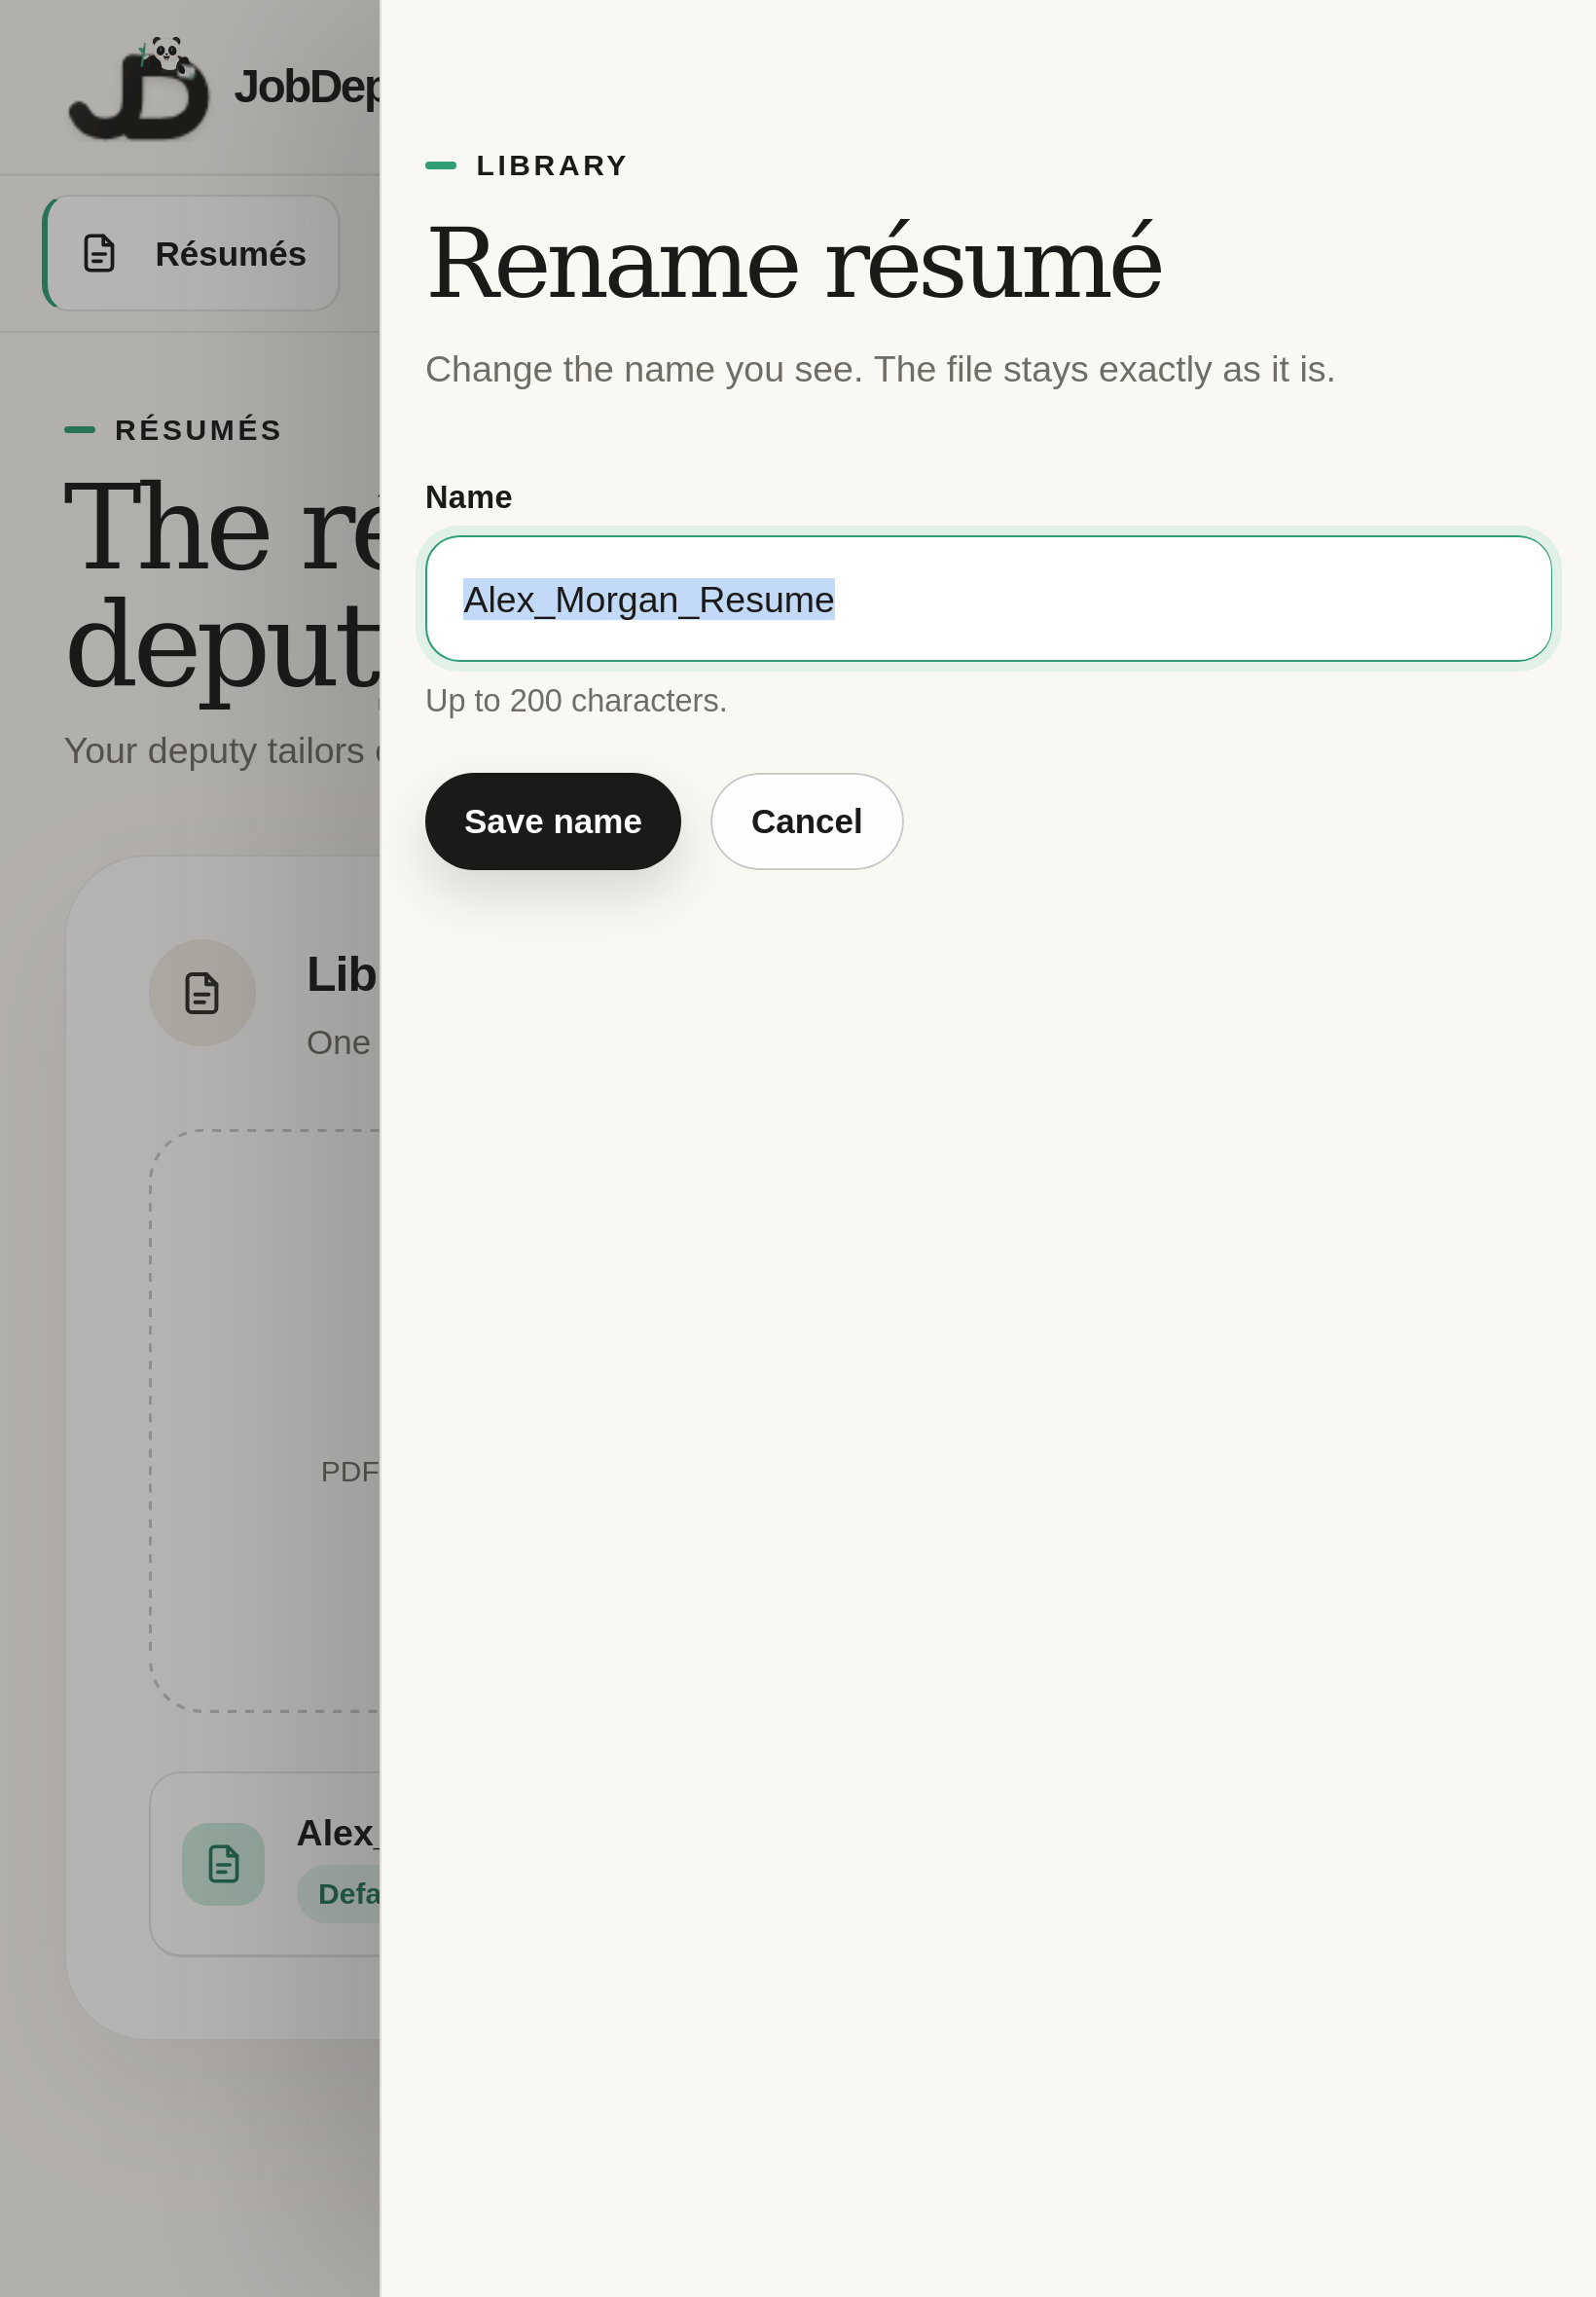 JobDep
Résumés
RÉSUMÉS
The ré
deput
Your deputy tailors
Lib
One
PDF
Alex_
Defa
LIBRARY
Rename résumé
Change the name you see. The file stays exactly as it is.
Name
Alex_Morgan_Resume
Up to 200 characters.
Save name
Cancel